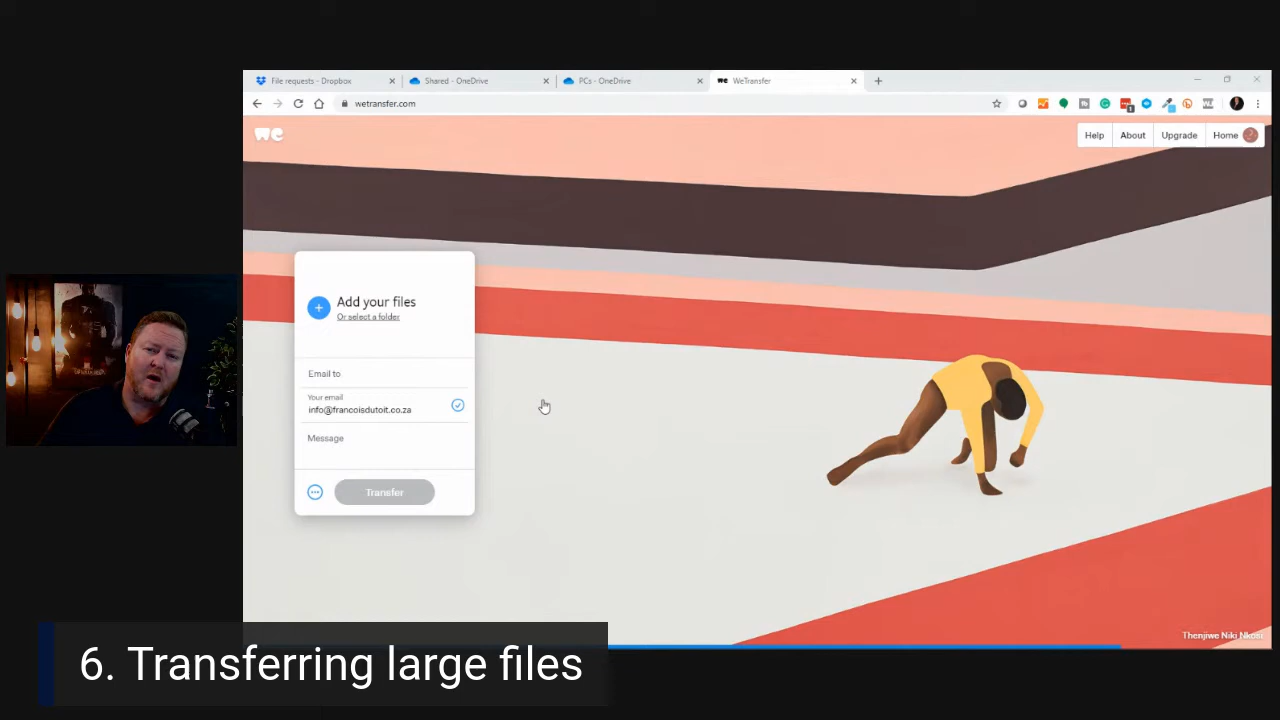 File requests - Dropbox
Shared - OneDrive
PCs - OneDrive
WeTransfer
wetransfer.com
we
Help
About
Upgrade
Home
Add your files
Or select a folder
Email to
Your email
info@francoisdutoit.co.za
Message
Transfer
Thenjiwe Niki Nkosi
6. Transferring large files